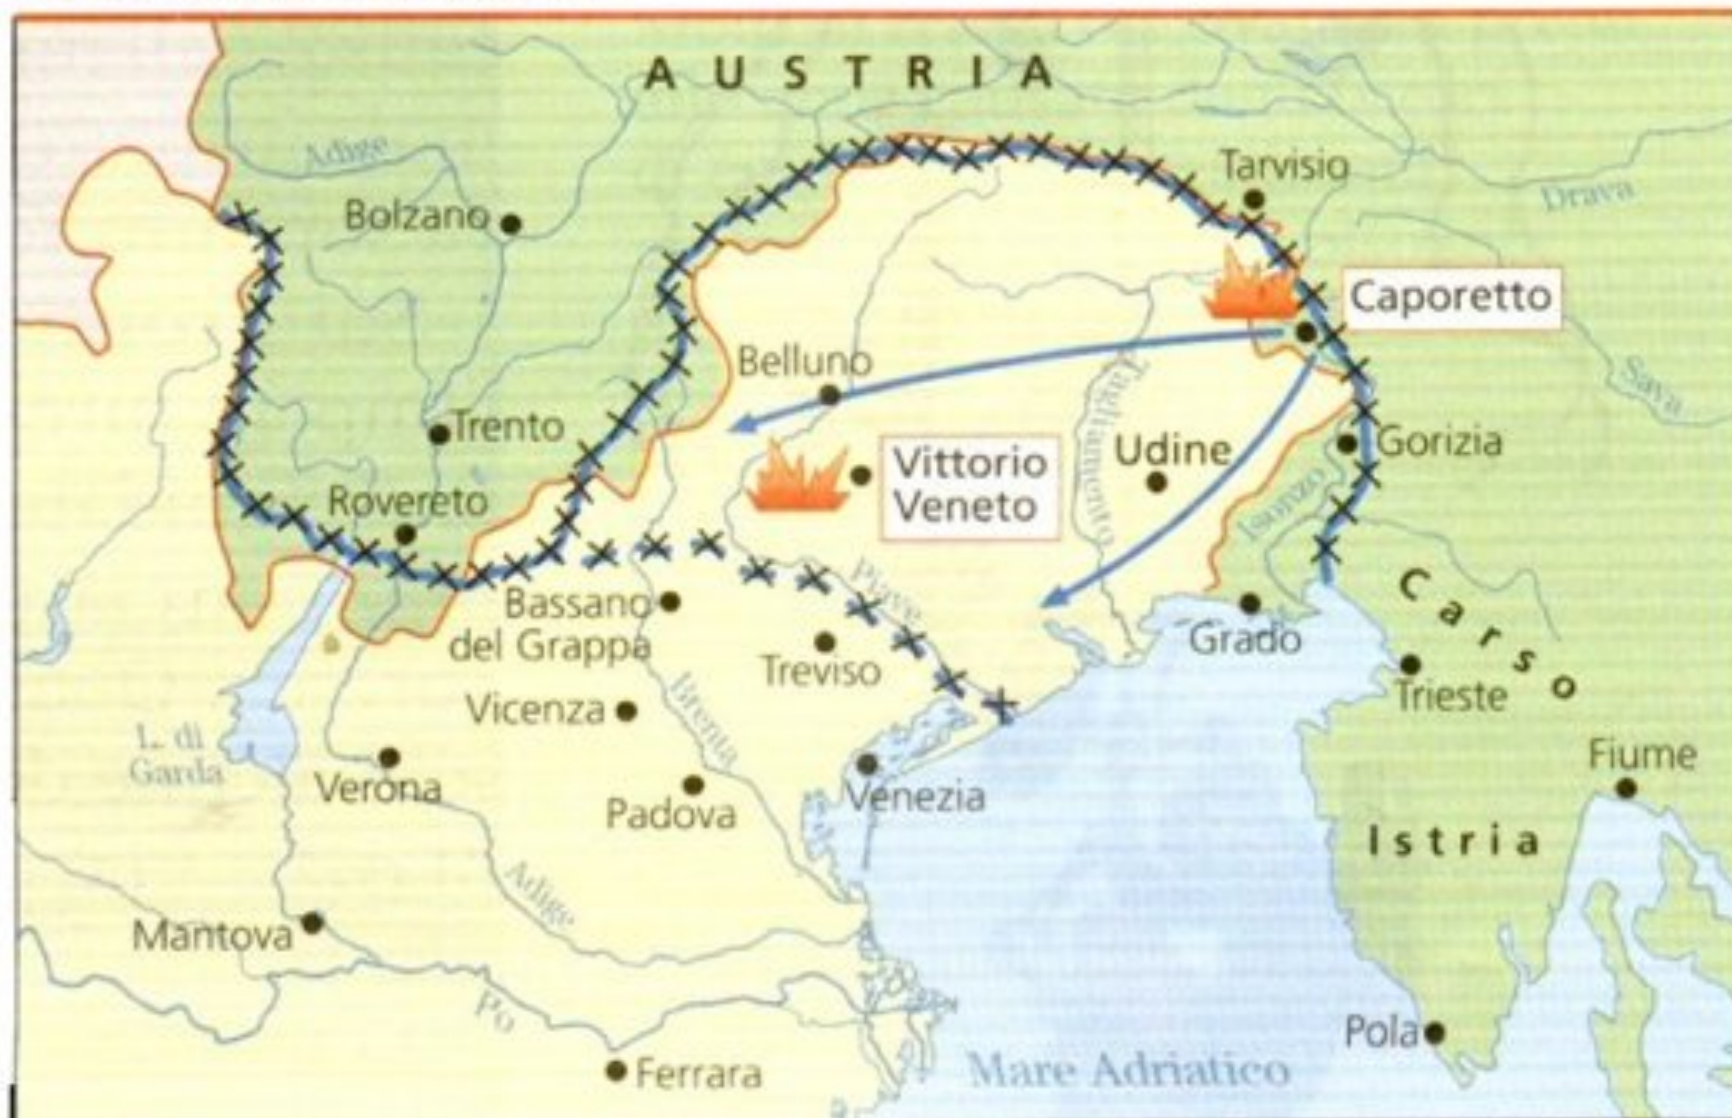 AUSTRIA
Adige
Tarvisio
Drava
Bolzano
Caporetto
Belluno
Tagliamento
Sava
Trento
Udine
Gorizia
Vittorio
Veneto
Rovereto
Isonzo
Piave
Carso
Bassano
del Grappa
Grado
Treviso
Trieste
Brenta
Vicenza
L. di
Garda
Fiume
Verona
Venezia
Padova
Istria
Adige
Mantova
Po
Pola
Ferrara
Mare Adriatico